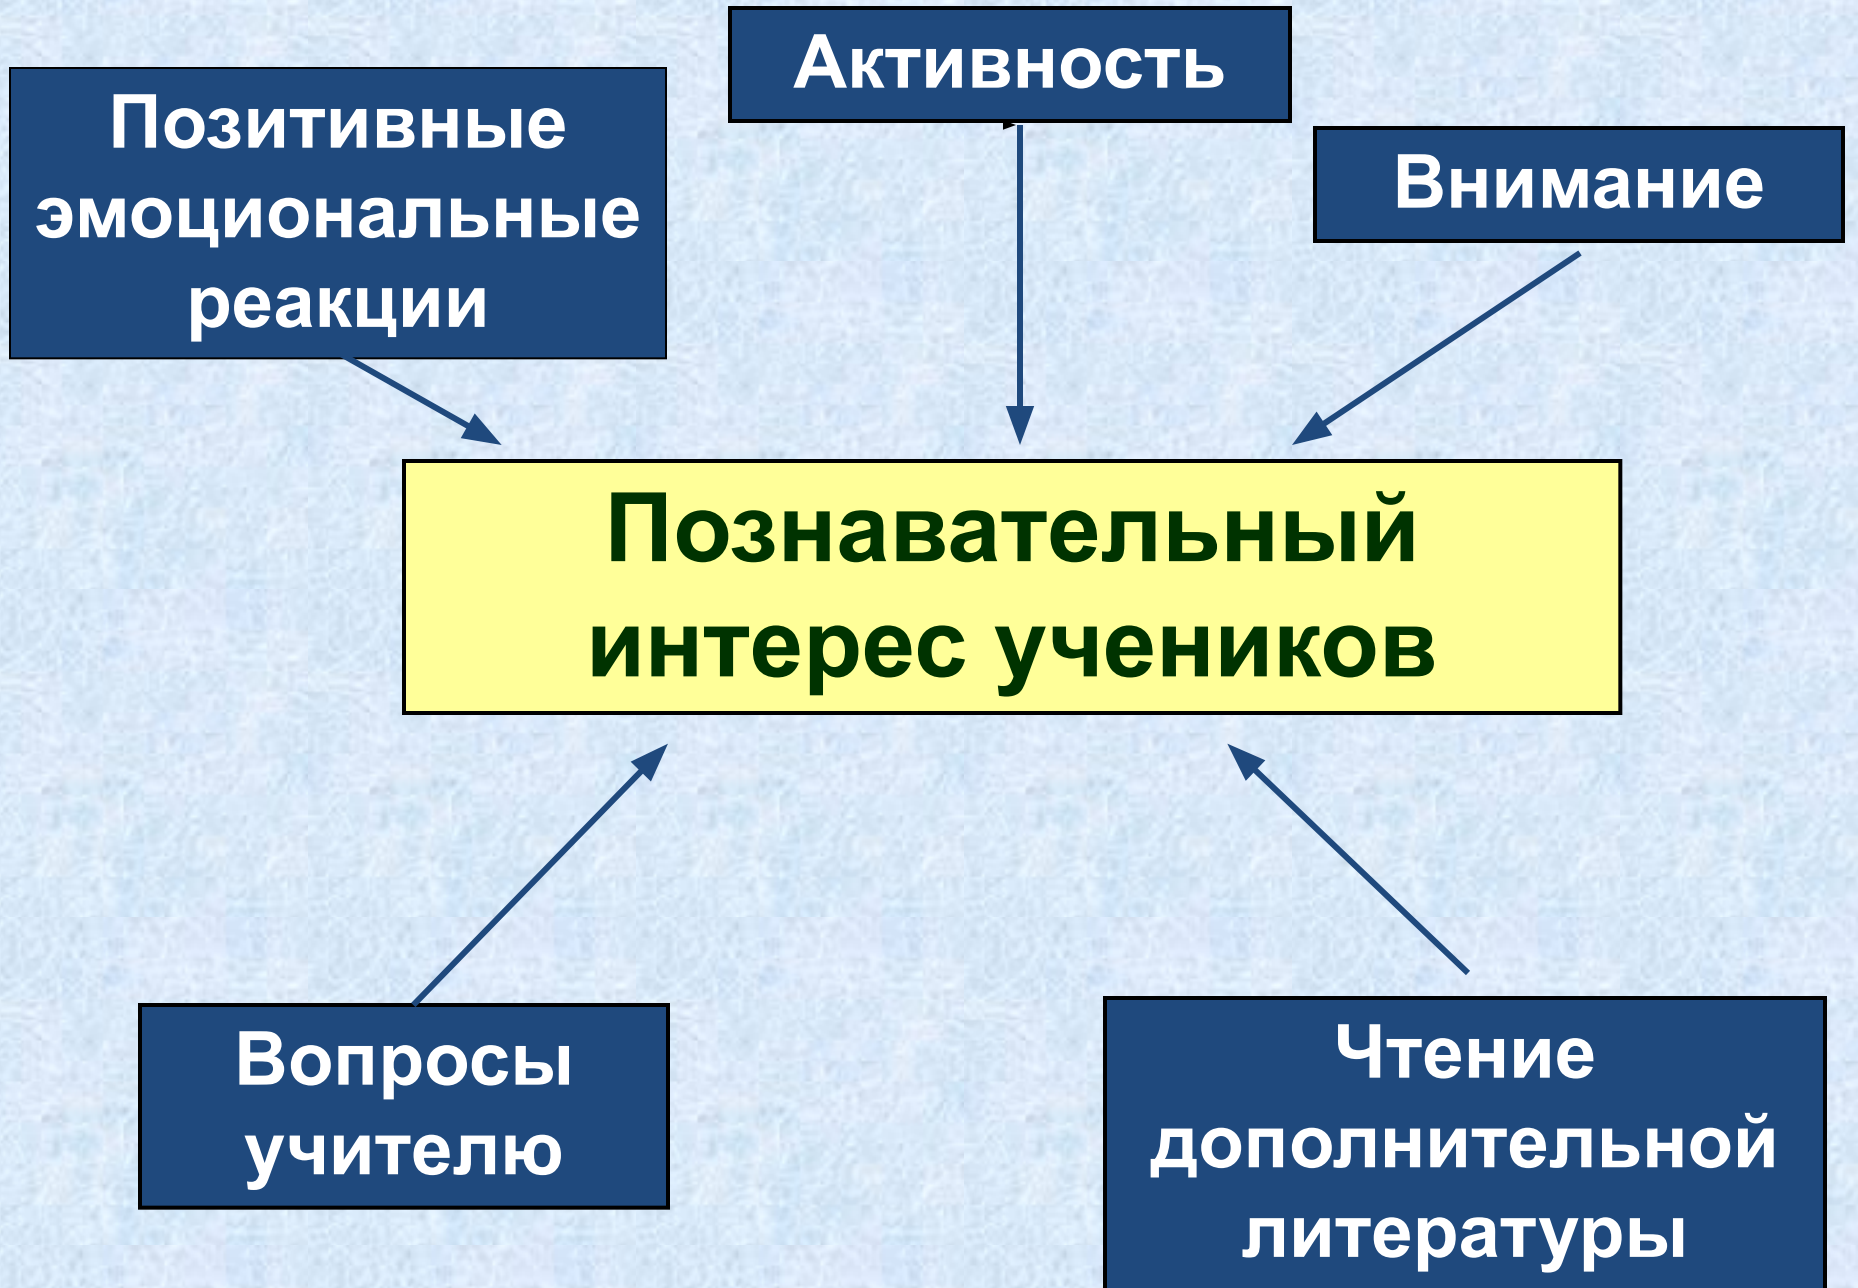 Активность
Позитивные
эмоциональные
реакции
Внимание
Познавательный
интерес учеников
Вопросы
учителю
Чтение
дополнительной
литературы